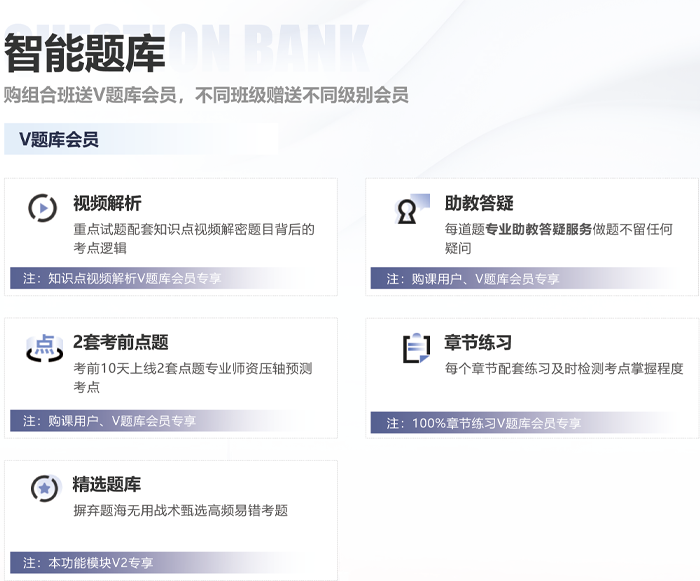 QUESTION BANK
智能题库
购组合班送V题库会员，不同班级赠送不同级别会员
V题库会员
视频解析
重点试题配套知识点视频解密题目背后的
考点逻辑
注：知识点视频解析V题库会员专享
助教答疑
每道题专业助教答疑服务做题不留任何
疑问
注：购课用户、V题库会员专享
点
2套考前点题
考前10天上线2套点题专业师资压轴预测
考点
注：购课用户、V题库会员专享
章节练习
每个章节配套练习及时检测考点掌握程度
注：100%章节练习V题库会员专享
精选题库
摒弃题海无用战术甄选高频易错考题
注：本功能模块V2专享